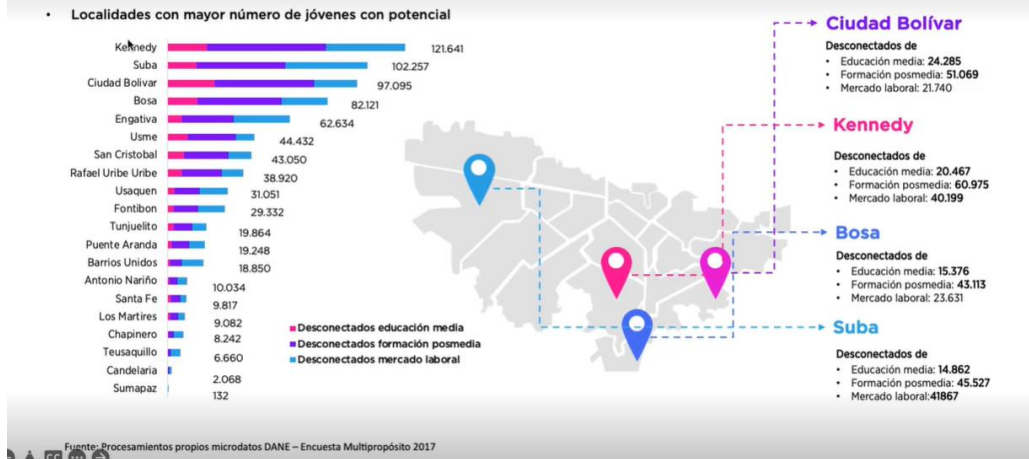 • Localidades con mayor número de jóvenes con potencial
Kennedy 121.641
Suba 102.257
Ciudad Bolivar 97.095
Bosa 82.121
Engativa 62.634
Usme 44.432
San Cristobal 43.050
Rafael Uribe Uribe 38.920
Usaquen 31.051
Fontibon 29.332
Tunjuelito 19.864
Puente Aranda 19.248
Barrios Unidos 18.850
Antonio Nariño 10.034
Santa Fe 9.817
Los Martires 9.082
Chapinero 8.242
Teusaquillo 6.660
Candelaria 2.068
Sumapaz 132
Desconectados educación media
Desconectados formación posmedia
Desconectados mercado laboral
Ciudad Bolívar
Desconectados de
• Educación media: 24.285
• Formación posmedia: 51.069
• Mercado laboral: 21.740
Kennedy
Desconectados de
• Educación media: 20.467
• Formación posmedia: 60.975
• Mercado laboral: 40.199
Bosa
Desconectados de
• Educación media: 15.376
• Formación posmedia: 43.113
• Mercado laboral: 23.631
Suba
Desconectados de
• Educación media: 14.862
• Formación posmedia: 45.527
• Mercado laboral:41867
Fuente: Procesamientos propios microdatos DANE – Encuesta Multipropósito 2017